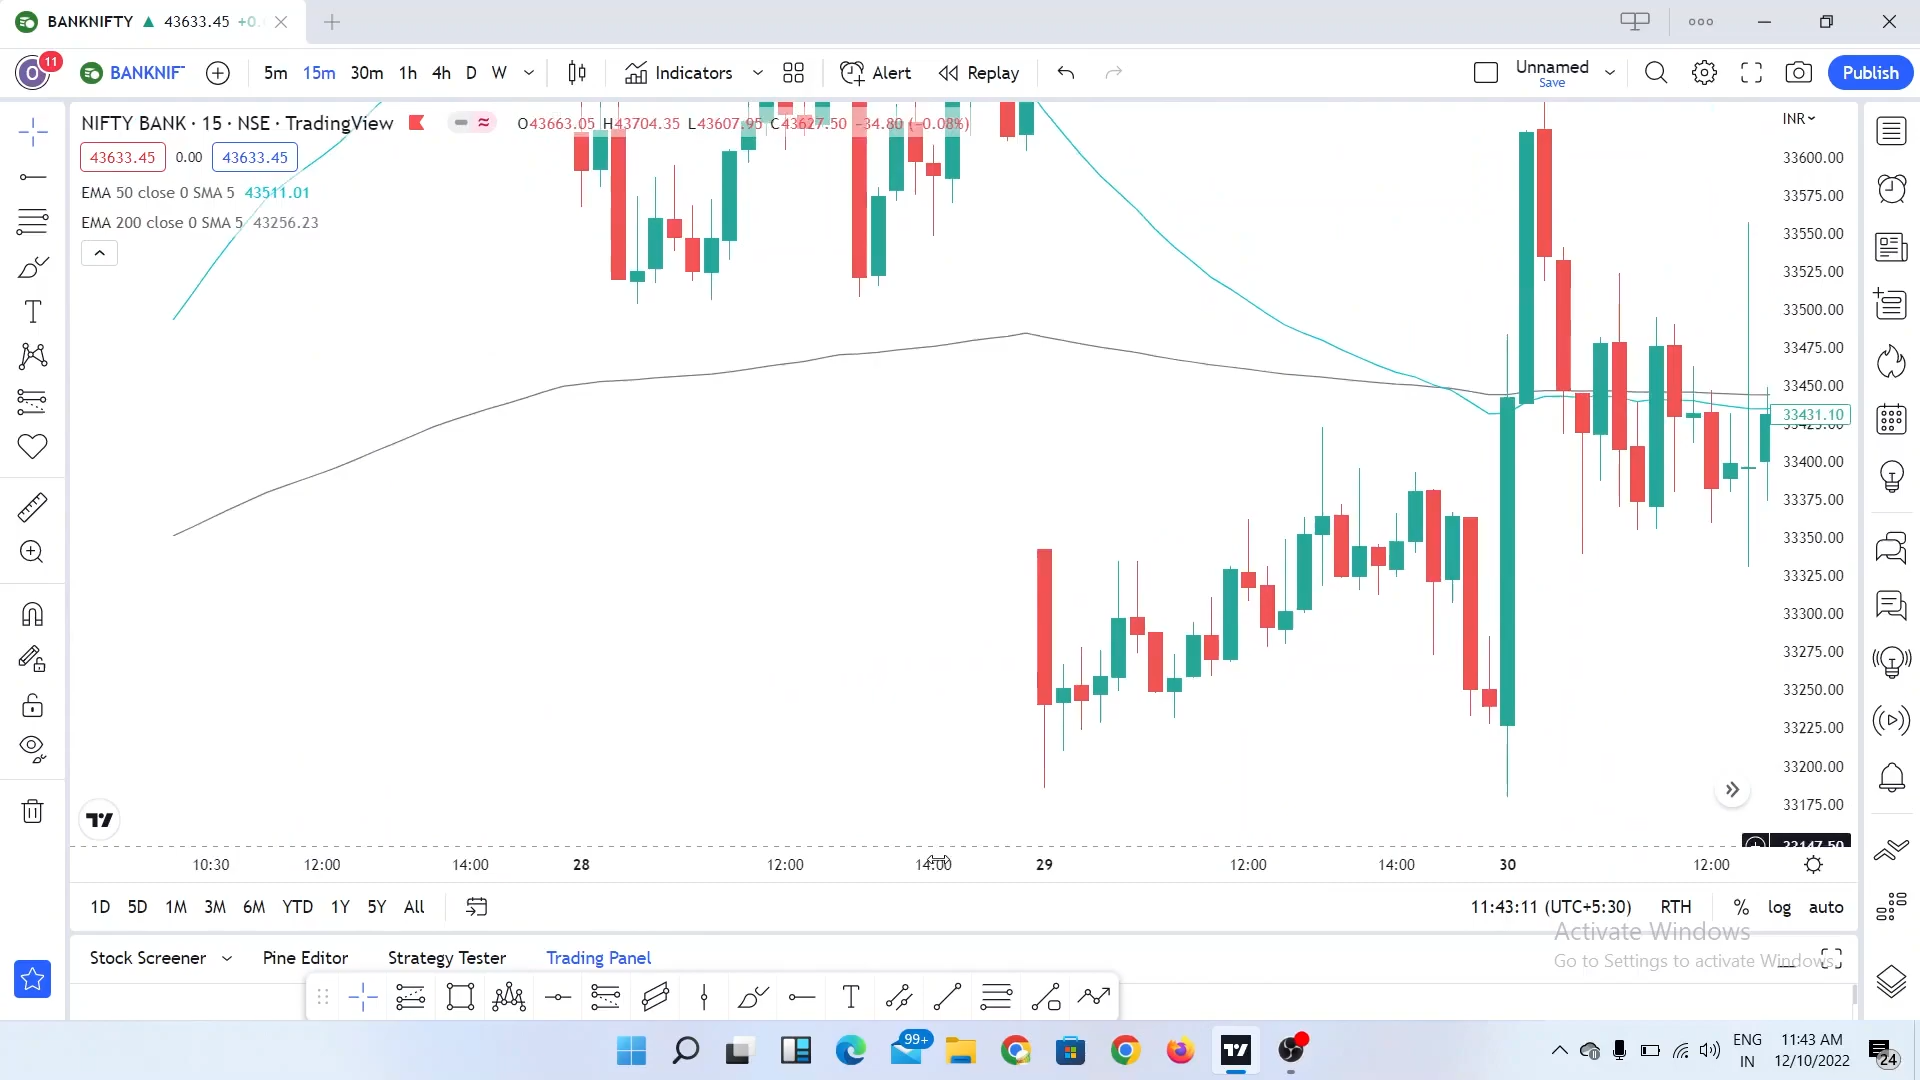 BANKNIFTY ▲ 43633.45 +0.
11
O BANKNIF 5m 15m 30m 1h 4h D W Indicators Alert Replay Unnamed Save Publish
NIFTY BANK · 15 · NSE · TradingView O43663.05 H43704.35 L43607.95 C43627.50 −34.80 (−0.08%) INR
43633.45 0.00 43633.45
EMA 50 close 0 SMA 5 43511.01
EMA 200 close 0 SMA 5 43256.23
33600.00
33575.00
33550.00
33525.00
33500.00
33475.00
33450.00
33431.10
33425.00
33400.00
33375.00
33350.00
33325.00
33300.00
33275.00
33250.00
33225.00
33200.00
33175.00
33147.50
10:30 12:00 14:00 28 12:00 14:00 29 12:00 14:00 30 12:00
1D 5D 1M 3M 6M YTD 1Y 5Y All 11:43:11 (UTC+5:30) RTH % log auto
Activate Windows
Go to Settings to activate Windows.
Stock Screener Pine Editor Strategy Tester Trading Panel
99+
ENG IN 11:43 AM 12/10/2022 24